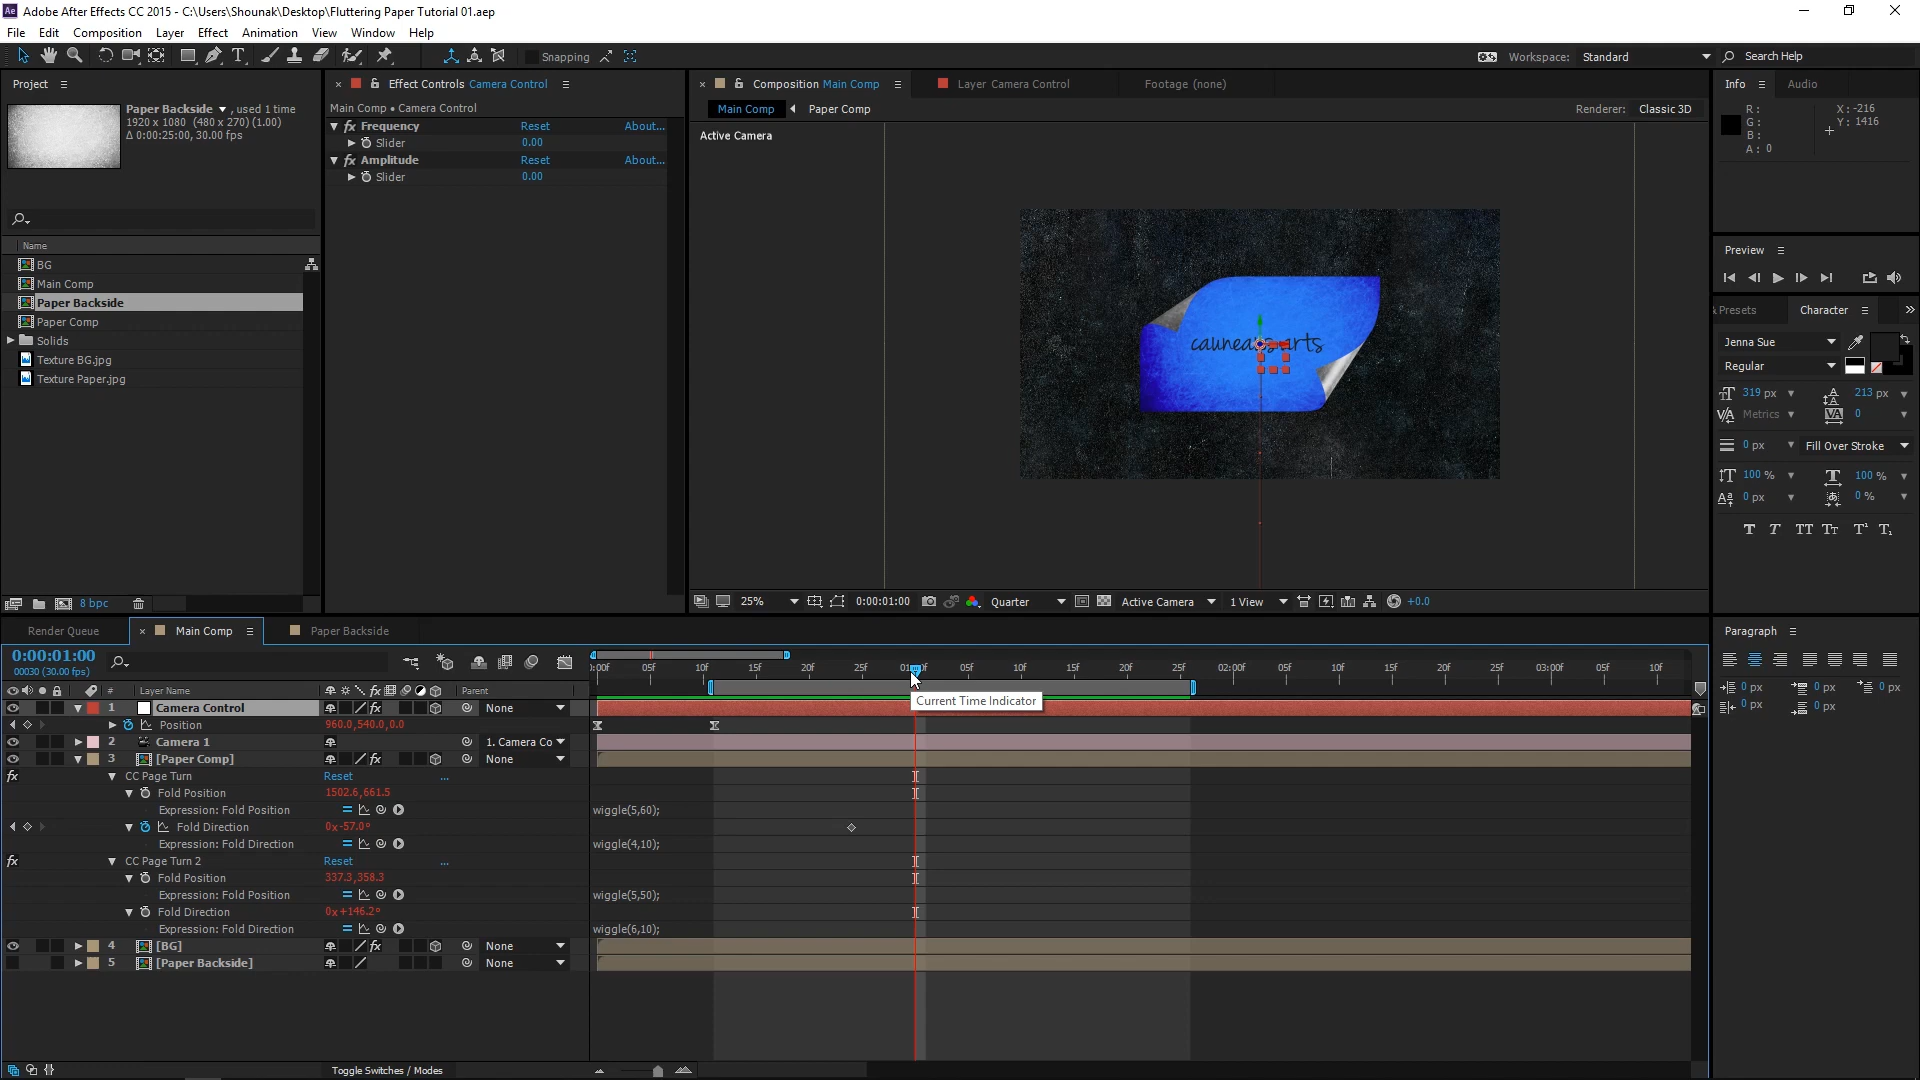 Adobe After Effects CC 2015 - C:\Users\Shounak\Desktop\Fluttering Paper Tutorial 01.aep
File Edit Composition Layer Effect Animation View Window Help
Snapping
Workspace: Standard
Search Help
Project
Paper Backside , used 1 time
1920 x 1080 (480 x 270) (1.00)
Δ 0:00:25:00, 30.00 fps
Name
BG
Main Comp
Paper Backside
Paper Comp
Solids
Texture BG.jpg
Texture Paper.jpg
8 bpc
Effect Controls Camera Control
Main Comp • Camera Control
fx Frequency Reset About...
Slider 0.00
fx Amplitude Reset About...
Slider 0.00
Composition Main Comp
Layer Camera Control
Footage (none)
Main Comp Paper Comp
Renderer: Classic 3D
Active Camera
25% 0:00:01:00 Quarter Active Camera 1 View +0.0
Info Audio
R: X: -216
G: Y: 1416
B:
A: 0
Preview
& Presets Character
Jenna Sue
Regular
319 px 213 px
Metrics 0
0 px Fill Over Stroke
100 % 100 %
0 px 0 %
T T TT Tt T¹ T₁
Paragraph
0 px 0 px 0 px
0 px 0 px
Render Queue Main Comp Paper Backside
0:00:01:00
00030 (30.00 fps)
# Layer Name Parent
0:00f 05f 10f 15f 20f 25f 05f 10f 15f 20f 25f 02:00f 05f 10f 15f 20f 25f 03:00f 05f 10f
Current Time Indicator
1 Camera Control None
Position 960.0,540.0,0.0
2 Camera 1 1. Camera Co
3 [Paper Comp] None
fx CC Page Turn Reset ...
Fold Position 1502.6,661.5
Expression: Fold Position wiggle(5,60);
Fold Direction 0x-57.0°
Expression: Fold Direction wiggle(4,10);
fx CC Page Turn 2 Reset ...
Fold Position 337.3,358.3
Expression: Fold Position wiggle(5,50);
Fold Direction 0x+146.2°
Expression: Fold Direction wiggle(6,10);
4 [BG] None
5 [Paper Backside] None
Toggle Switches / Modes